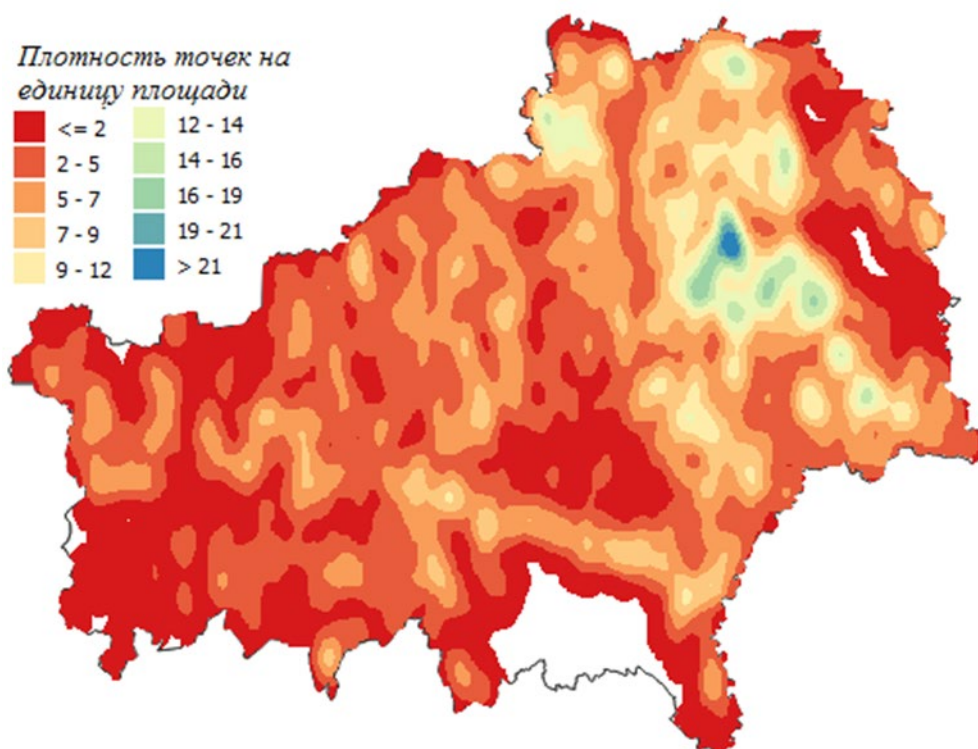 Плотность точек на
единицу площади
<= 2
2 - 5
5 - 7
7 - 9
9 - 12
12 - 14
14 - 16
16 - 19
19 - 21
> 21